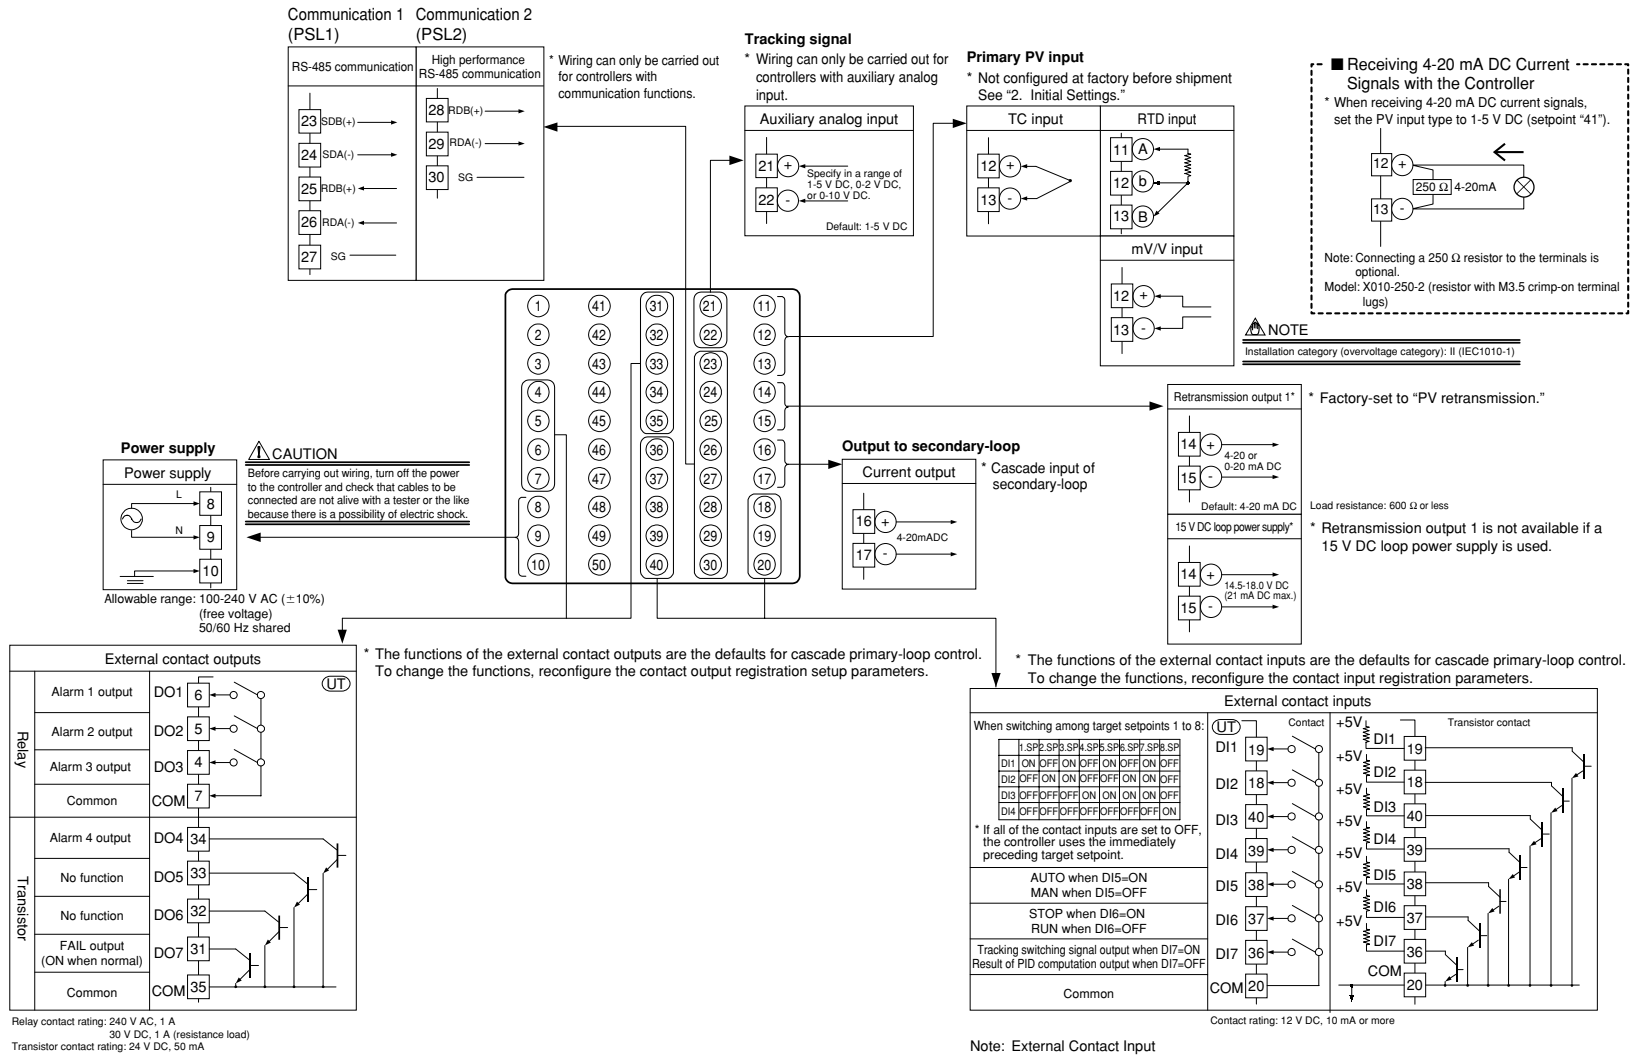 Communication 1
(PSL1)
Communication 2
(PSL2)
RS-485 communication
High performance
RS-485 communication
23 SDB(+)
24 SDA(-)
25 RDB(+)
26 RDA(-)
27 SG
28 RDB(+)
29 RDA(-)
30 SG
* Wiring can only be carried out
for controllers with
communication functions.
Tracking signal
* Wiring can only be carried out for
controllers with auxiliary analog
input.
Auxiliary analog input
21 +
22 -
Specify in a range of
1-5 V DC, 0-2 V DC,
or 0-10 V DC.
Default: 1-5 V DC
Primary PV input
* Not configured at factory before shipment
See “2. Initial Settings.”
TC input
12 +
13 -
RTD input
11 A
12 b
13 B
mV/V input
12 +
13 -
■ Receiving 4-20 mA DC Current
Signals with the Controller
* When receiving 4-20 mA DC current signals,
set the PV input type to 1-5 V DC (setpoint “41”).
12 +
250 Ω 4-20mA
13 -
Note: Connecting a 250 Ω resistor to the terminals is
optional.
Model: X010-250-2 (resistor with M3.5 crimp-on terminal
lugs)
NOTE
Installation category (overvoltage category): II (IEC1010-1)
1 41 31 21 11
2 42 32 22 12
3 43 33 23 13
4 44 34 24 14
5 45 35 25 15
6 46 36 26 16
7 47 37 27 17
8 48 38 28 18
9 49 39 29 19
10 50 40 30 20
Retransmission output 1*
14 +
15 -
4-20 or
0-20 mA DC
Default: 4-20 mA DC
* Factory-set to “PV retransmission.”
Load resistance: 600 Ω or less
15 V DC loop power supply*
14 +
15 -
14.5-18.0 V DC
(21 mA DC max.)
* Retransmission output 1 is not available if a
15 V DC loop power supply is used.
Output to secondary-loop
Current output
16 +
4-20mADC
17 -
* Cascade input of
secondary-loop
Power supply
Power supply
L 8
N 9
10
Allowable range: 100-240 V AC (±10%)
(free voltage)
50/60 Hz shared
CAUTION
Before carrying out wiring, turn off the power
to the controller and check that cables to be
connected are not alive with a tester or the like
because there is a possibility of electric shock.
External contact outputs
UT
Relay
Alarm 1 output DO1 6
Alarm 2 output DO2 5
Alarm 3 output DO3 4
Common COM 7
Transistor
Alarm 4 output DO4 34
No function DO5 33
No function DO6 32
FAIL output
(ON when normal) DO7 31
Common COM 35
Relay contact rating: 240 V AC, 1 A
30 V DC, 1 A (resistance load)
Transistor contact rating: 24 V DC, 50 mA
* The functions of the external contact outputs are the defaults for cascade primary-loop control.
To change the functions, reconfigure the contact output registration setup parameters.
* The functions of the external contact inputs are the defaults for cascade primary-loop control.
To change the functions, reconfigure the contact input registration parameters.
External contact inputs
When switching among target setpoints 1 to 8:
1.SP 2.SP 3.SP 4.SP 5.SP 6.SP 7.SP 8.SP
DI1 ON OFF ON OFF ON OFF ON OFF
DI2 OFF ON ON OFF OFF ON ON OFF
DI3 OFF OFF OFF ON ON ON ON OFF
DI4 OFF OFF OFF OFF OFF OFF OFF ON
* If all of the contact inputs are set to OFF,
the controller uses the immediately
preceding target setpoint.
AUTO when DI5=ON
MAN when DI5=OFF
STOP when DI6=ON
RUN when DI6=OFF
Tracking switching signal output when DI7=ON
Result of PID computation output when DI7=OFF
Common
UT Contact
DI1 19
DI2 18
DI3 40
DI4 39
DI5 38
DI6 37
DI7 36
COM 20
Transistor contact
+5V DI1 19
+5V DI2 18
+5V DI3 40
+5V DI4 39
+5V DI5 38
+5V DI6 37
+5V DI7 36
COM 20
Contact rating: 12 V DC, 10 mA or more
Note: External Contact Input